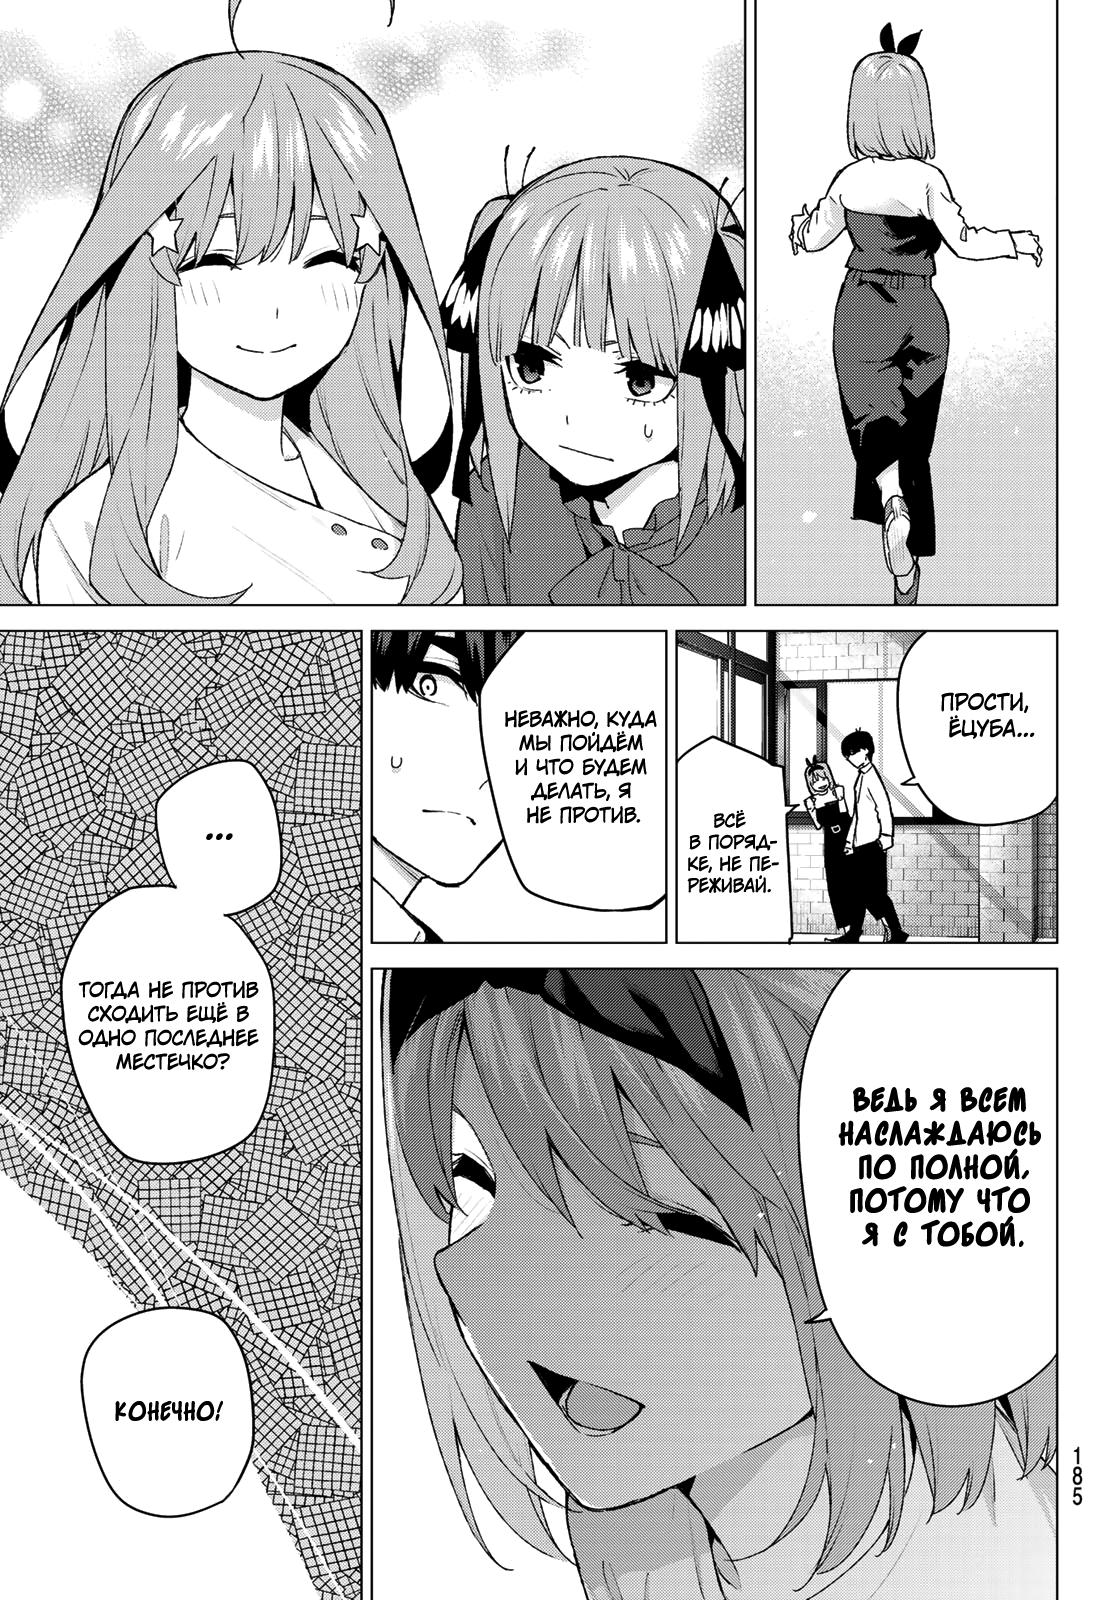 ПРОСТИ,
ЁЦУБА...
ВСЁ
В ПОРЯД-
КЕ, НЕ ПЕ-
РЕЖИВАЙ.
НЕВАЖНО, КУДА
МЫ ПОЙДЁМ
И ЧТО БУДЕМ
ДЕЛАТЬ, Я
НЕ ПРОТИВ.
ВЕДЬ Я ВСЕМ
НАСЛАЖДАЮСЬ
ПО ПОЛНОЙ,
ПОТОМУ ЧТО
Я С ТОБОЙ.
...
ТОГДА НЕ ПРОТИВ
СХОДИТЬ ЕЩЁ В
ОДНО ПОСЛЕДНЕЕ
МЕСТЕЧКО?
КОНЕЧНО!
185